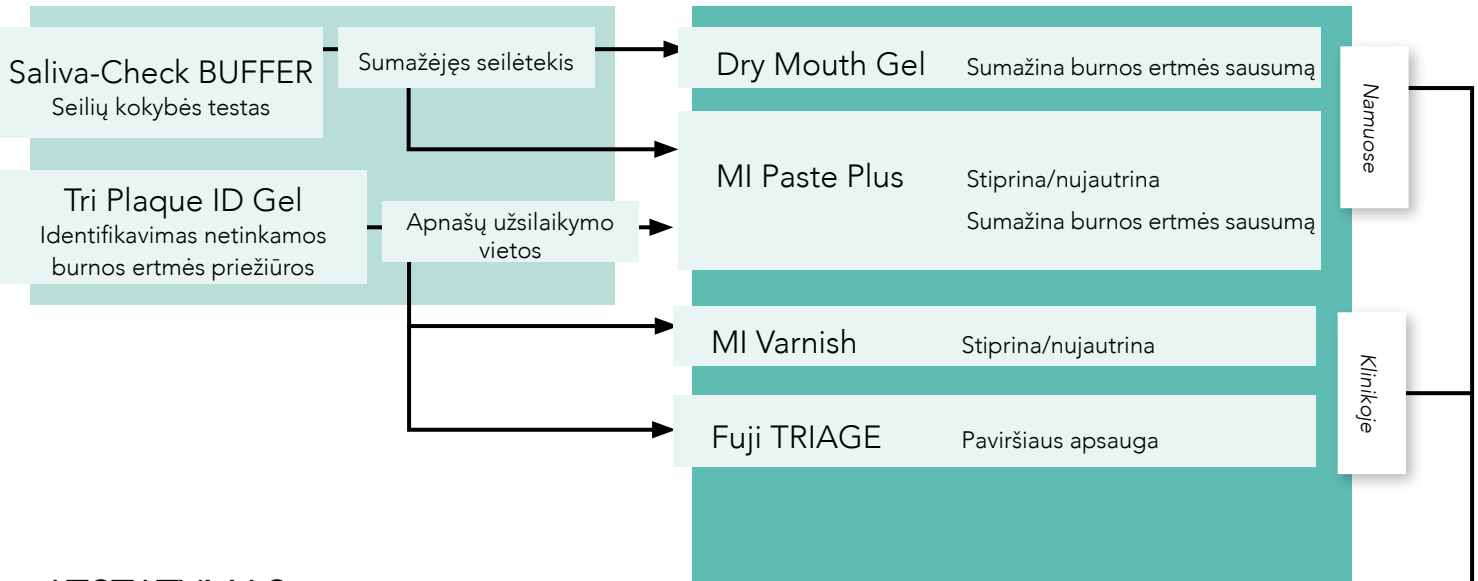 Saliva-Check BUFFER
Seilių kokybės testas
Sumažėjęs seilėtekis
Dry Mouth Gel Sumažina burnos ertmės sausumą
Namuose
MI Paste Plus Stiprina/nujautrina
Sumažina burnos ertmės sausumą
Tri Plaque ID Gel
Identifikavimas netinkamos
burnos ertmės priežiūros
Apnašų užsilaikymo
vietos
MI Varnish Stiprina/nujautrina
Klinikoje
Fuji TRIAGE Paviršiaus apsauga